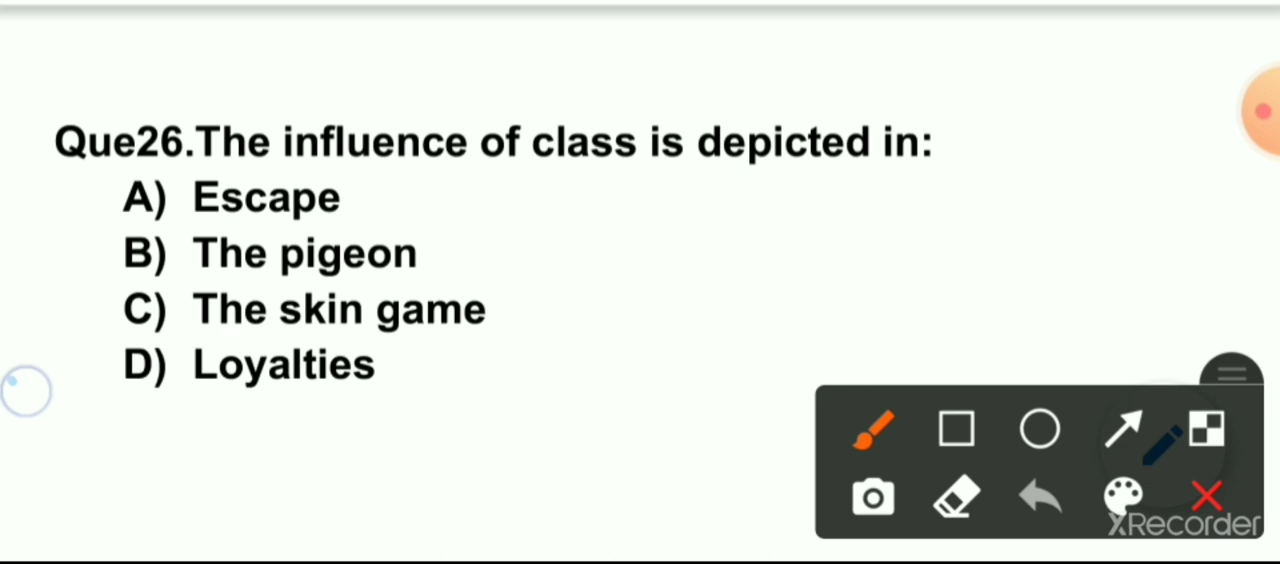 Que26.The influence of class is depicted in:
A) Escape
B) The pigeon
C) The skin game
D) Loyalties
XRecorder